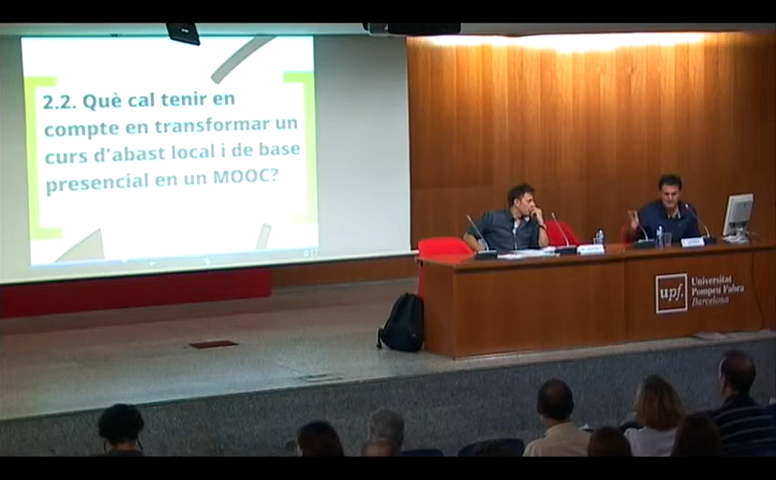 2.2. Què cal tenir en
compte en transformar un
curs d'abast local i de base
presencial en un MOOC?
upf.
Universitat
Pompeu Fabra
Barcelona